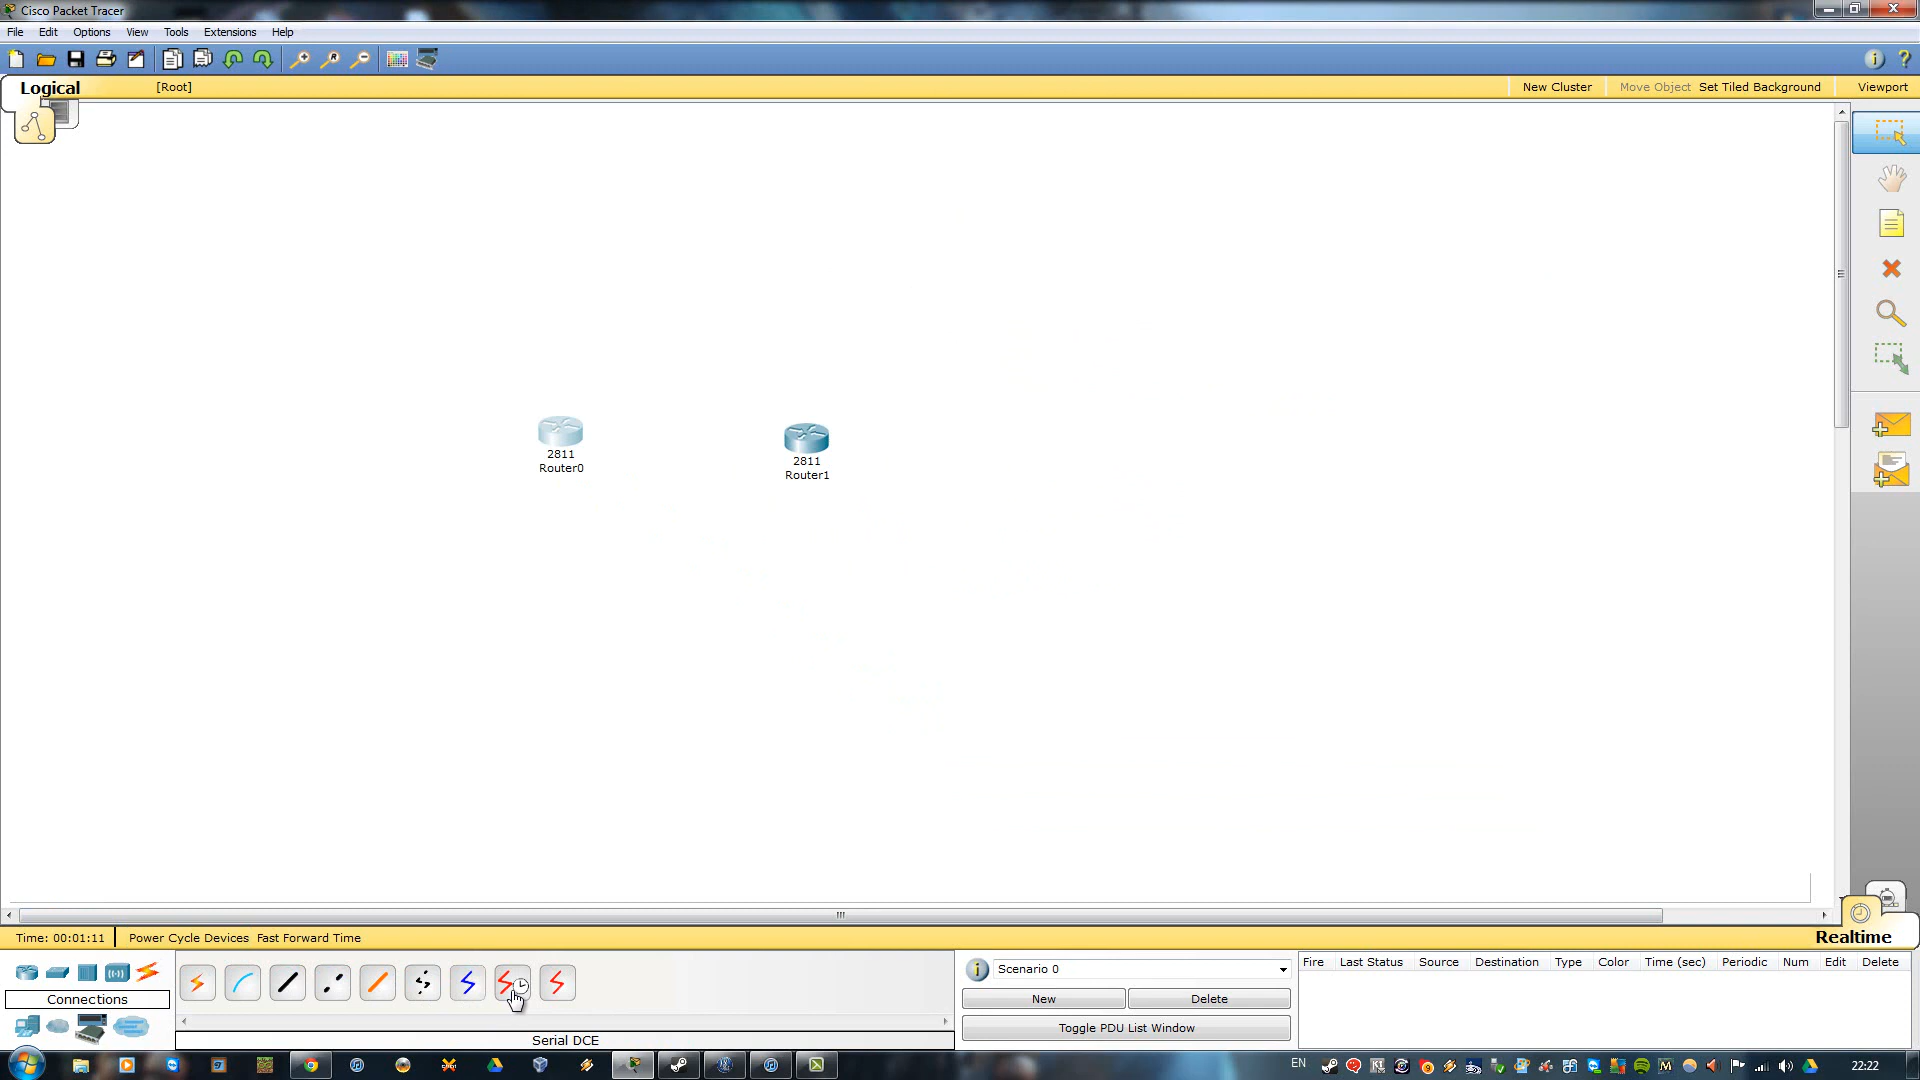 Cisco Packet Tracer
File Edit Options View Tools Extensions Help
Logical [Root] New Cluster Move Object Set Tiled Background Viewport
2811
Router0
2811
Router1
Time: 00:01:11 Power Cycle Devices Fast Forward Time Realtime
Connections
Serial DCE
Scenario 0
New Delete
Toggle PDU List Window
Fire Last Status Source Destination Type Color Time (sec) Periodic Num Edit Delete
EN 22:22